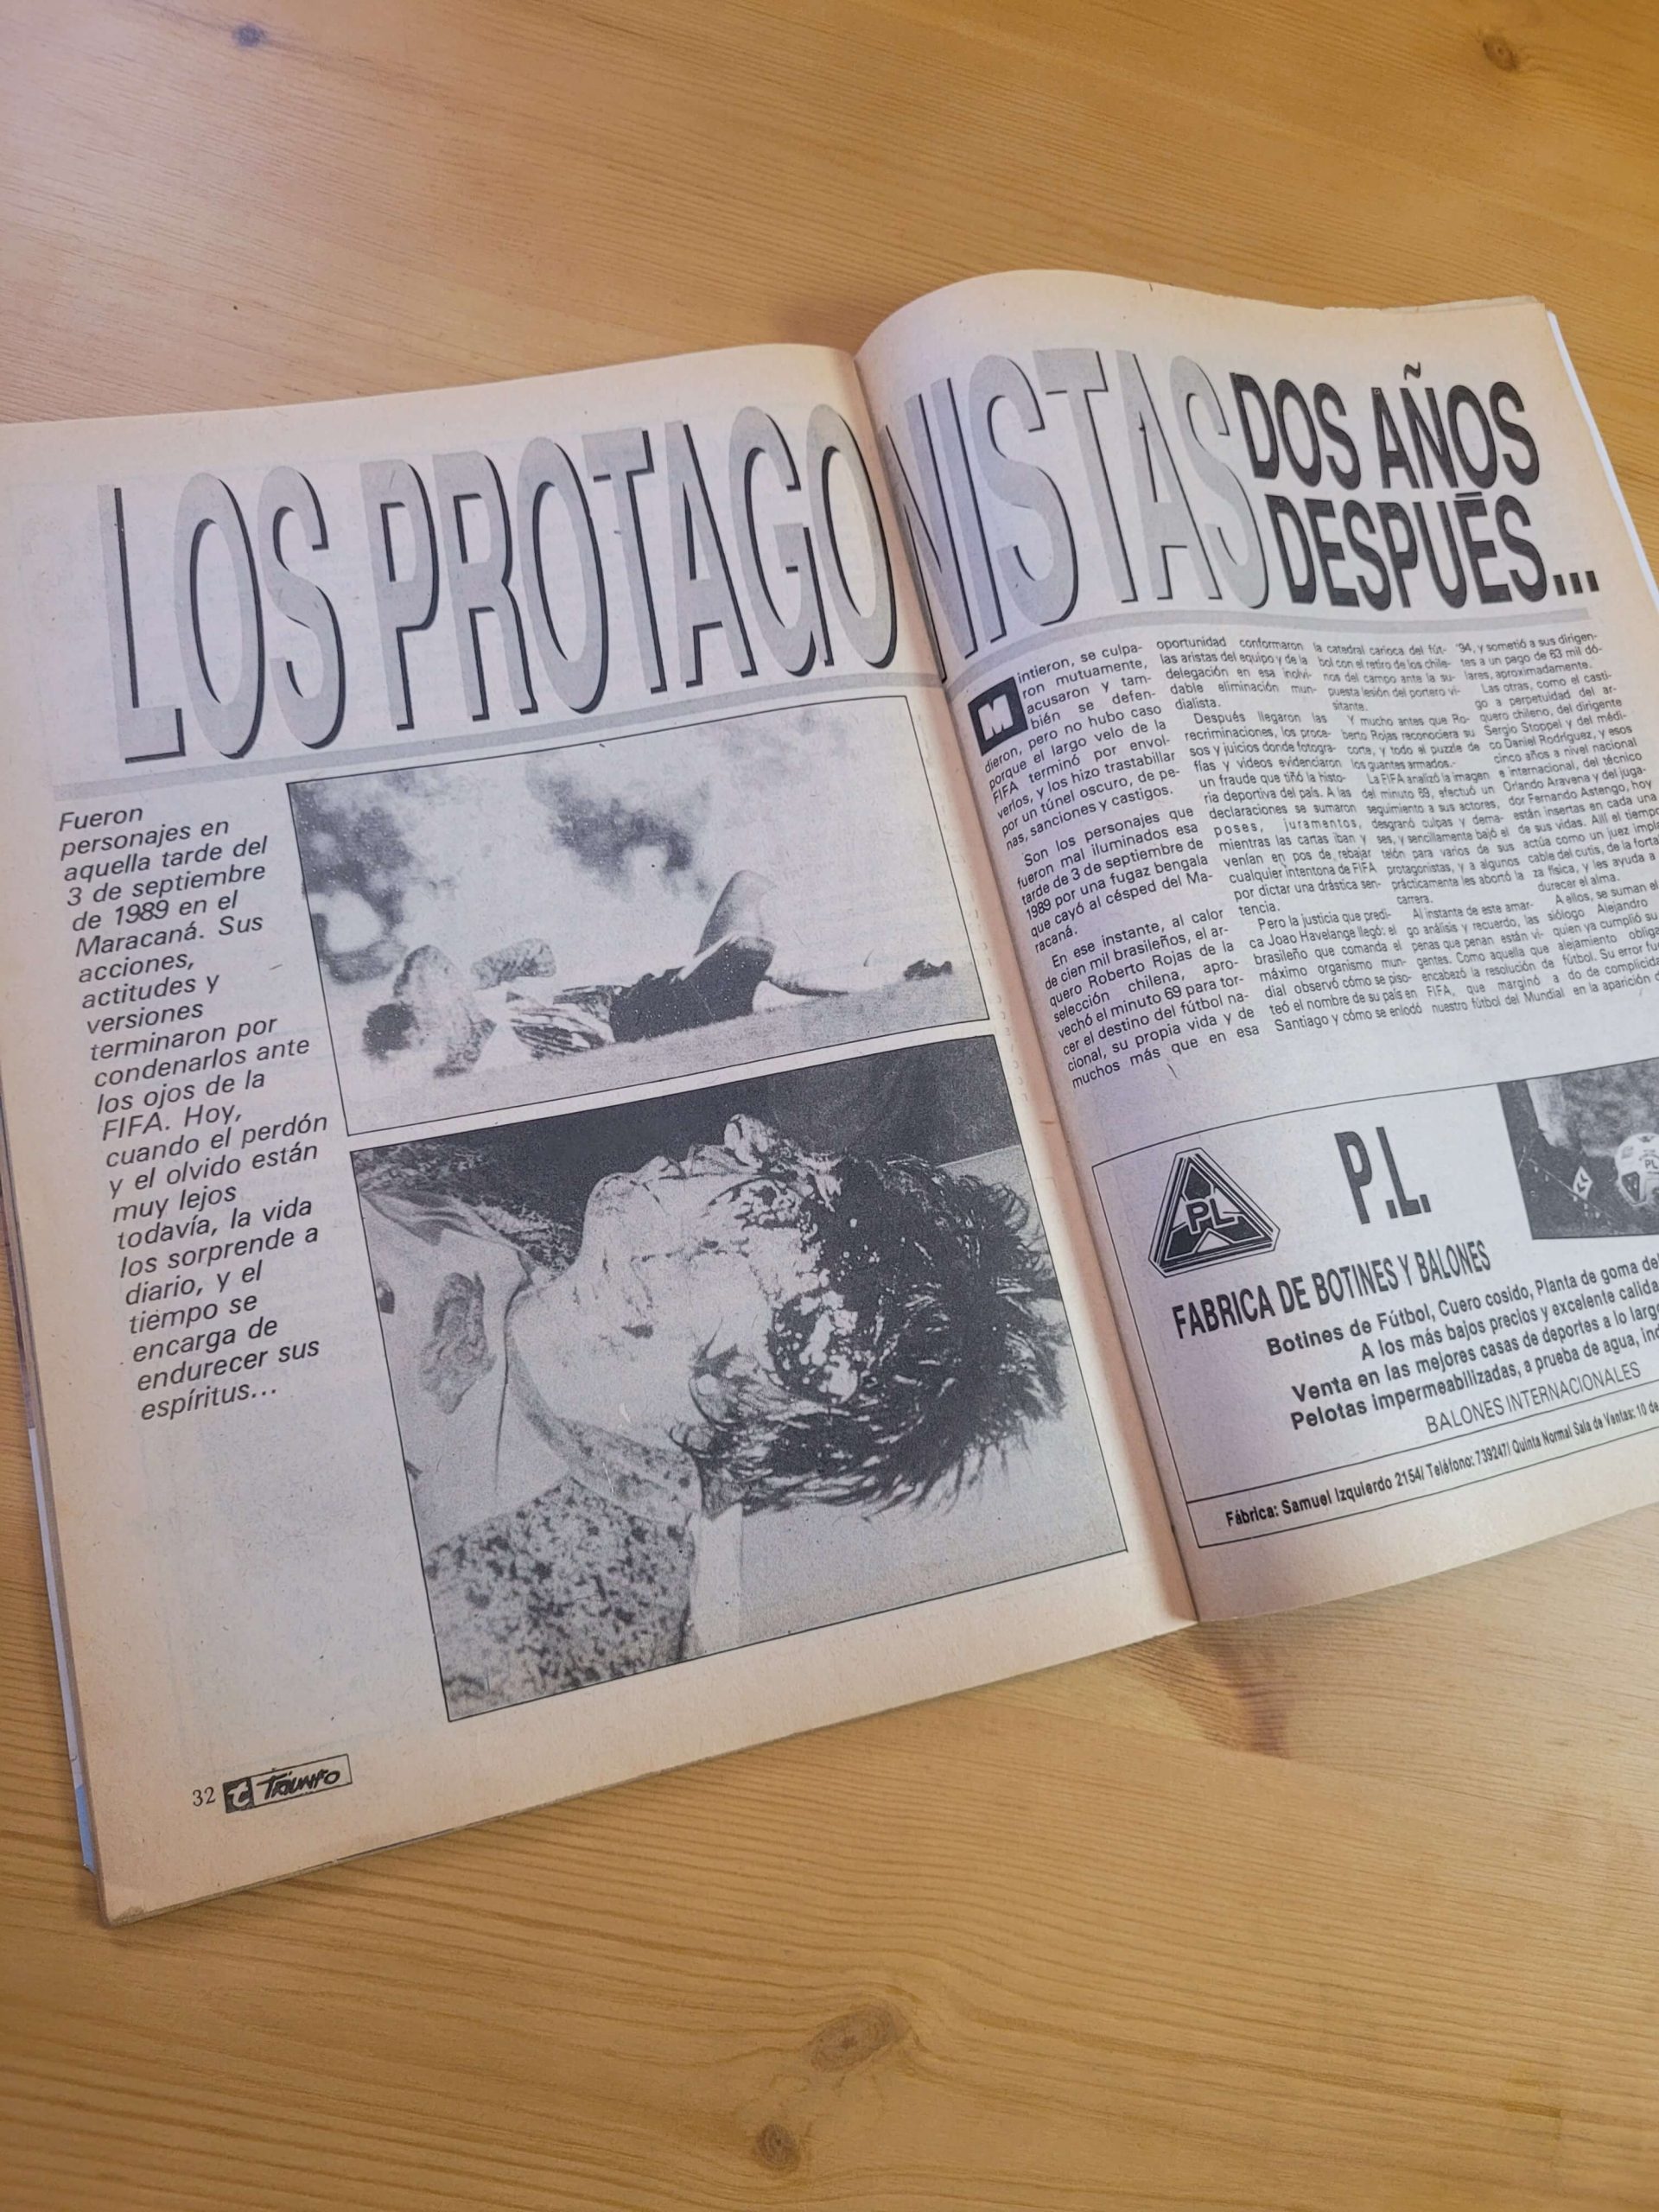 LOS PROTAGONISTAS
DOS AÑOS
DESPUÉS...
Fueron
personajes en
aquella tarde del
3 de septiembre
de 1989 en el
Maracaná. Sus
acciones,
actitudes y
versiones
terminaron por
condenarlos ante
los ojos de la
FIFA. Hoy,
cuando el perdón
y el olvido están
muy lejos
todavía, la vida
los sorprende a
diario, y el
tiempo se
encarga de
endurecer sus
espíritus...
32 t TRIUNFO
Mintieron, se culpa-
ron mutuamente,
acusaron y tam-
bién se defen-
dieron, pero no hubo caso
porque el largo velo de la
FIFA terminó por envol-
verlos, y los hizo trastabillar
por un túnel oscuro, de pe-
nas, sanciones y castigos.
Son los personajes que
fueron mal iluminados esa
tarde de 3 de septiembre de
1989 por una fugaz bengala
que cayó al césped del Ma-
racaná.
En ese instante, al calor
de cien mil brasileños, el ar-
quero Roberto Rojas de la
selección chilena, apro-
vechó el minuto 69 para tor-
cer el destino del fútbol na-
cional, su propia vida y de
muchos más que en esa
oportunidad conformaron
las aristas del equipo y de la
delegación en esa inolvi-
dable eliminación mun-
dialista.
Después llegaron las
recriminaciones, los proce-
sos y juicios donde fotogra-
fías y videos evidenciaron
un fraude que tiñó la histo-
ria deportiva del país. A las
declaraciones se sumaron
poses, juramentos,
mientras las cartas iban y
venían en pos de rebajar
cualquier intentona de FIFA
por dictar una drástica sen-
tencia.
Pero la justicia que predi-
ca Joao Havelange llegó: el
brasileño que comanda el
máximo organismo mun-
dial observó cómo se piso-
teó el nombre de su país en
Santiago y cómo se enlodó
la catedral carioca del fút-
bol con el retiro de los chile-
nos del campo ante la su-
puesta lesión del portero vi-
sitante.
Y mucho antes que Ro-
berto Rojas reconociera su
corte, y todo el puzzle de
los guantes armados.
La FIFA analizó la imagen
del minuto 69, efectuó un
seguimiento a sus actores,
desgranó culpas y dema-
ses, y sencillamente bajó el
telón para varios de sus
protagonistas, y a algunos
prácticamente les abortó la
carrera.
Al instante de este amar-
go análisis y recuerdo, las
penas que penan están vi-
gentes. Como aquella que
encabezó la resolución de
FIFA, que marginó a
nuestro fútbol del Mundial
'94, y sometió a sus dirigen-
tes a un pago de 63 mil dó-
lares, aproximadamente.
Las otras, como el casti-
go a perpetuidad del ar-
quero chileno, del dirigente
Sergio Stoppel y del médi-
co Daniel Rodríguez, y esos
cinco años a nivel nacional
e internacional, del técnico
Orlando Aravena y del juga-
dor Fernando Astengo, hoy
están insertas en cada una
de sus vidas. Allí el tiempo
actúa como un juez impla
cable del cutis, de la forta
za física, y les ayuda a
durecer el alma.
A ellos, se suman el
siólogo Alejandro
quien ya cumplió su
alejamiento obliga
fútbol. Su error fue
do de complicida
en la aparición d
PL
P.L.
FABRICA DE BOTINES Y BALONES
Botines de Fútbol, Cuero cosido, Planta de goma de
A los más bajos precios y excelente calida
Venta en las mejores casas de deportes a lo larg
Pelotas impermeabilizadas, a prueba de agua,
BALONES INTERNACIONALES
Fábrica: Samuel Izquierdo 2154/ Teléfono: 739247/ Quinta Normal Sala de Ventas: 10 de